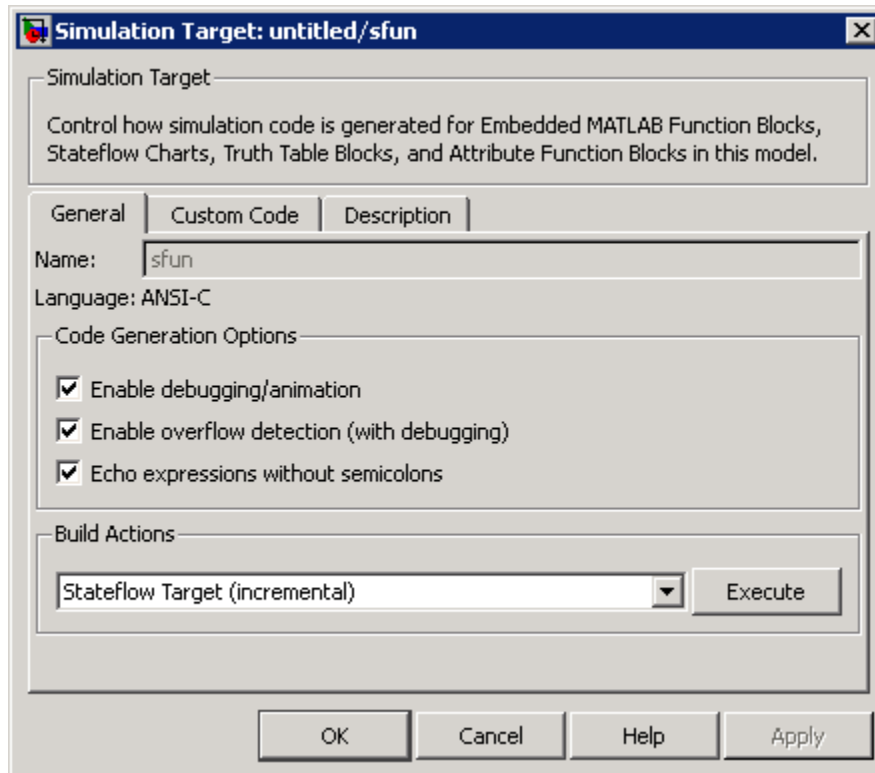 Simulation Target: untitled/sfun
Simulation Target
Control how simulation code is generated for Embedded MATLAB Function Blocks,
Stateflow Charts, Truth Table Blocks, and Attribute Function Blocks in this model.
General Custom Code Description
Name: sfun
Language: ANSI-C
Code Generation Options
Enable debugging/animation
Enable overflow detection (with debugging)
Echo expressions without semicolons
Build Actions
Stateflow Target (incremental) Execute
OK Cancel Help Apply